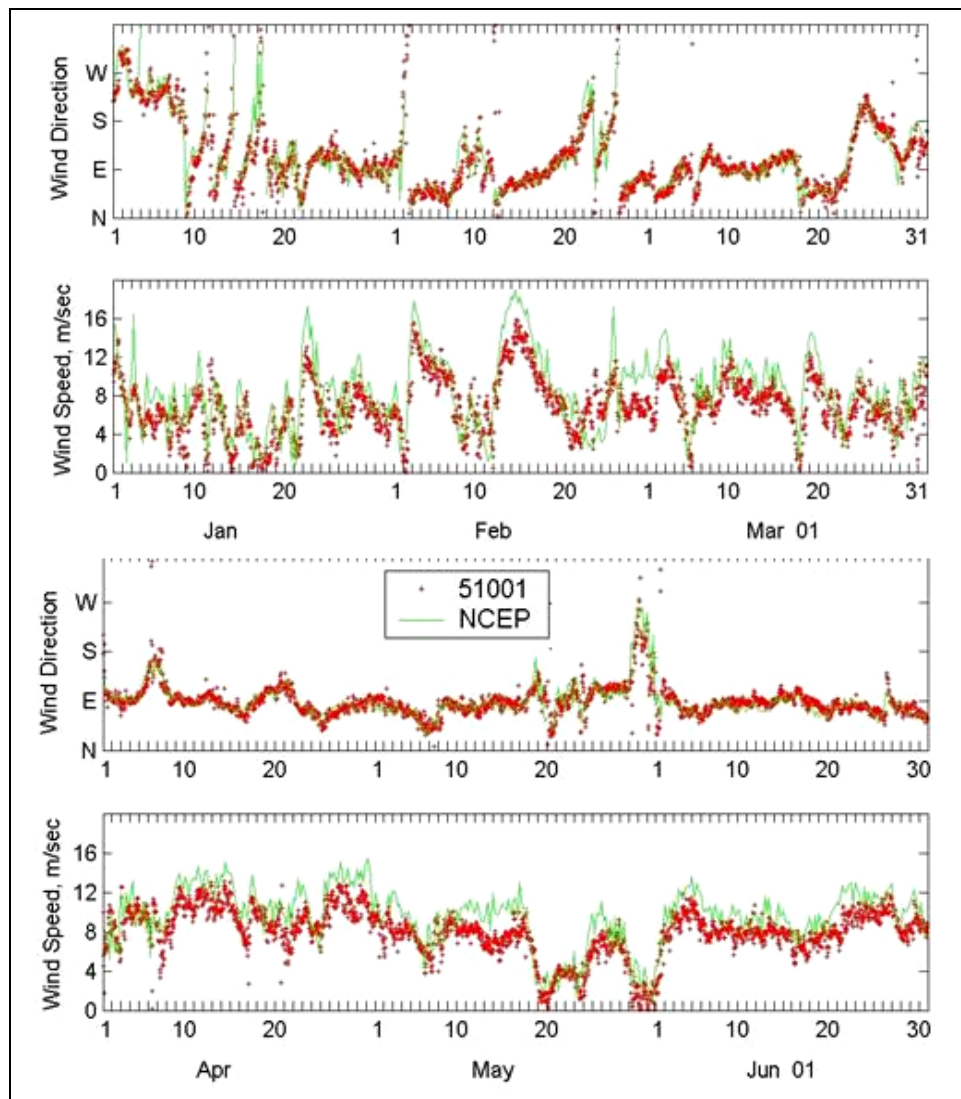 Wind Direction
W
S
E
N
1 10 20 1 10 20 1 10 20 31
Wind Speed, m/sec
16
12
8
4
0
1 10 20 1 10 20 1 10 20 31
Jan Feb Mar 01
Wind Direction
W
S
E
N
51001
NCEP
1 10 20 1 10 20 1 10 20 30
Wind Speed, m/sec
16
12
8
4
0
1 10 20 1 10 20 1 10 20 30
Apr May Jun 01